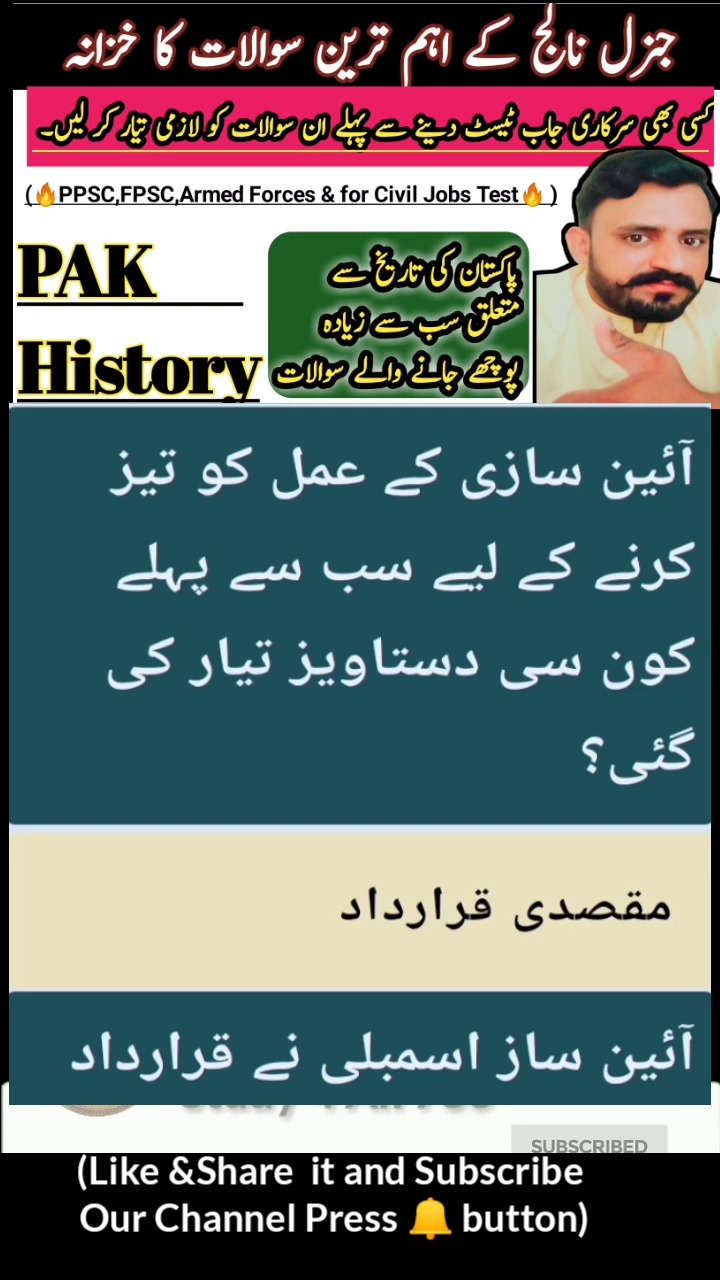 جنرل نالج کے اہم ترین سوالات کا خزانہ
کسی بھی سرکاری جاب ٹیسٹ دینے سے پہلے ان سوالات کو لازمی تیار کر لیں۔
(🔥PPSC,FPSC,Armed Forces & for Civil Jobs Test🔥)
PAK
History
پاکستان کی تاریخ سے
متعلق سب سے زیادہ
پوچھے جانے والے سوالات
آئین سازی کے عمل کو تیز
کرنے کے لیے سب سے پہلے
کون سی دستاویز تیار کی
گئی؟
مقصدی قرارداد
آئین ساز اسمبلی نے قرارداد
SUBSCRIBED
(Like &Share it and Subscribe
Our Channel Press 🔔 button)